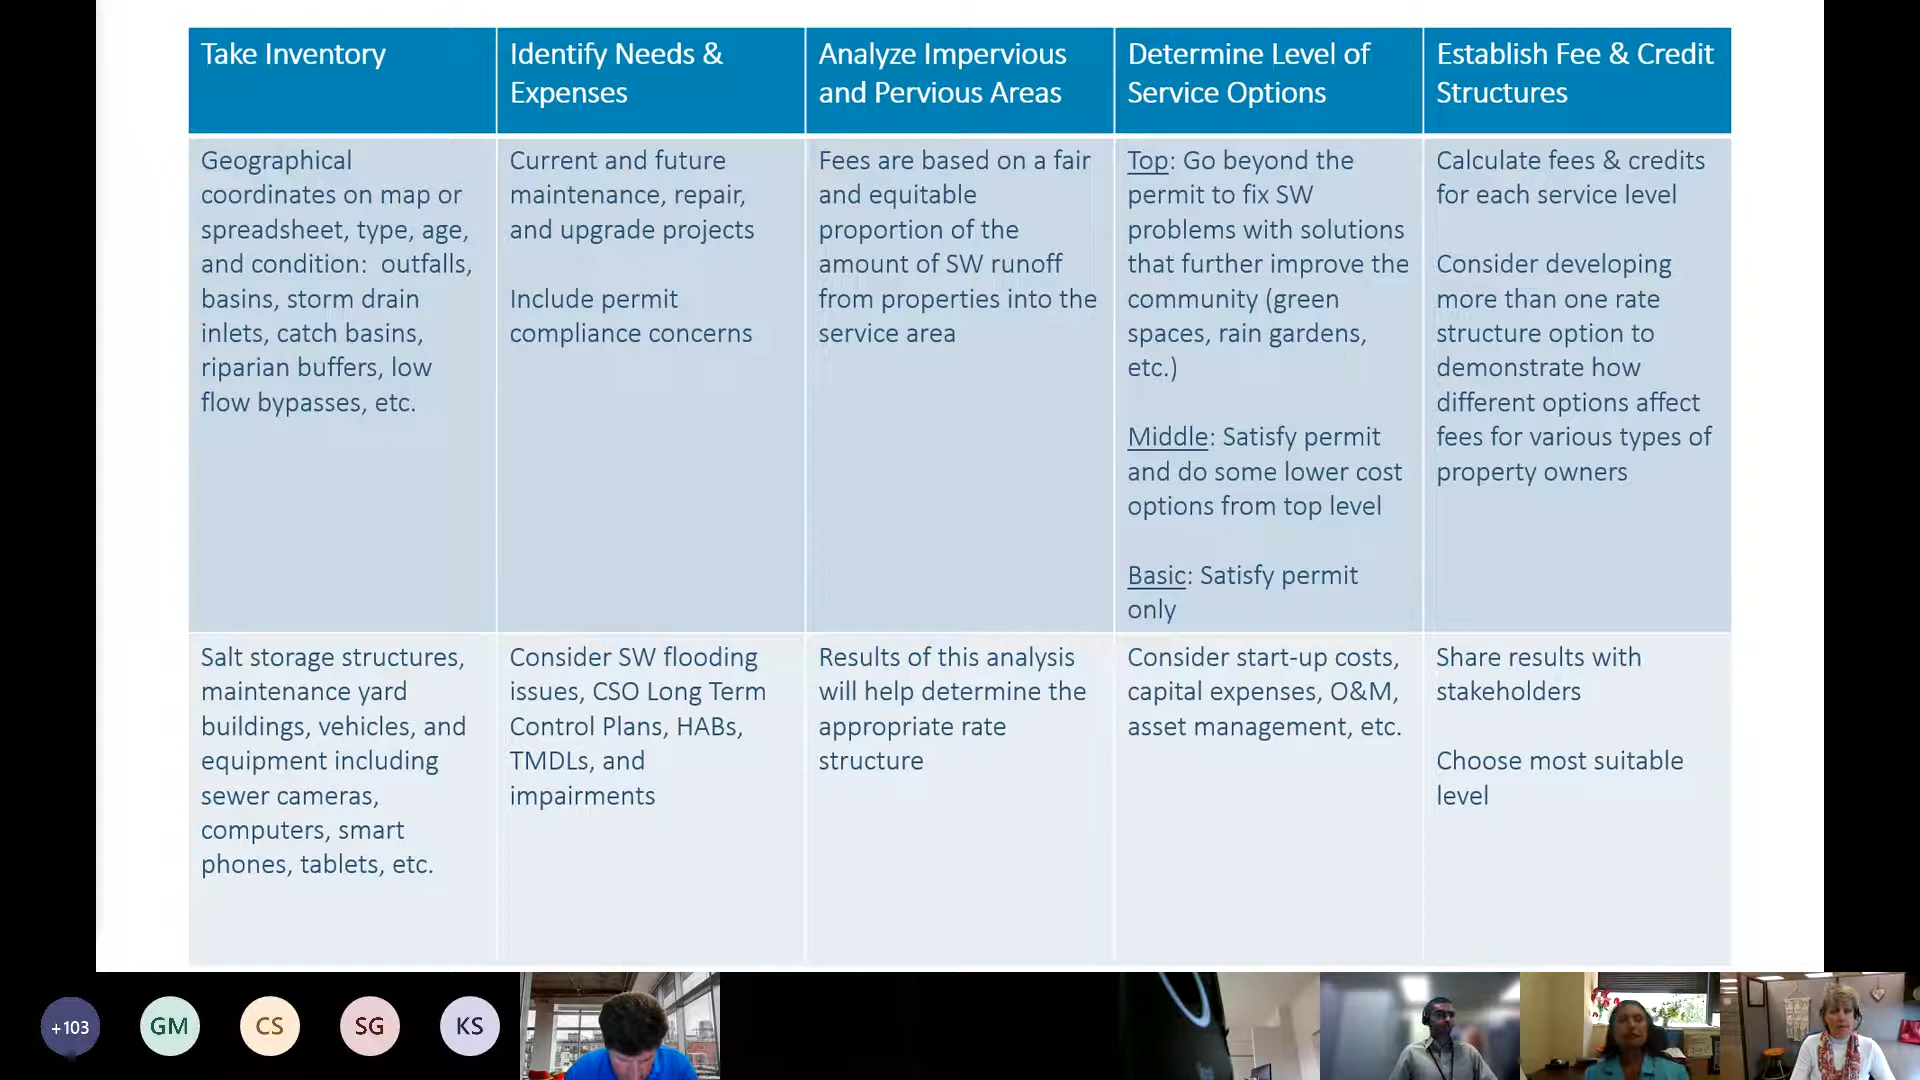 Take Inventory
Identify Needs &
Expenses
Analyze Impervious
and Pervious Areas
Determine Level of
Service Options
Establish Fee & Credit
Structures
Geographical
coordinates on map or
spreadsheet, type, age,
and condition:  outfalls,
basins, storm drain
inlets, catch basins,
riparian buffers, low
flow bypasses, etc.
Current and future
maintenance, repair,
and upgrade projects
Include permit
compliance concerns
Fees are based on a fair
and equitable
proportion of the
amount of SW runoff
from properties into the
service area
Top: Go beyond the
permit to fix SW
problems with solutions
that further improve the
community (green
spaces, rain gardens,
etc.)
Middle: Satisfy permit
and do some lower cost
options from top level
Basic: Satisfy permit
only
Calculate fees & credits
for each service level
Consider developing
more than one rate
structure option to
demonstrate how
different options affect
fees for various types of
property owners
Salt storage structures,
maintenance yard
buildings, vehicles, and
equipment including
sewer cameras,
computers, smart
phones, tablets, etc.
Consider SW flooding
issues, CSO Long Term
Control Plans, HABs,
TMDLs, and
impairments
Results of this analysis
will help determine the
appropriate rate
structure
Consider start-up costs,
capital expenses, O&M,
asset management, etc.
Share results with
stakeholders
Choose most suitable
level
+103
GM
CS
SG
KS